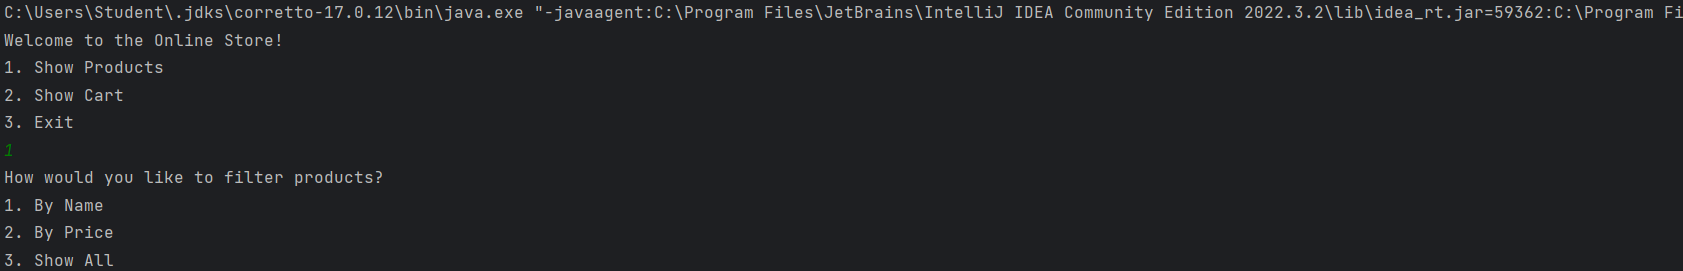 C:\Users\Student\.jdks\corretto-17.0.12\bin\java.exe "-javaagent:C:\Program Files\JetBrains\IntelliJ IDEA Community Edition 2022.3.2\lib\idea_rt.jar=59362:C:\Program Fi
Welcome to the Online Store!
1. Show Products
2. Show Cart
3. Exit
1
How would you like to filter products?
1. By Name
2. By Price
3. Show All